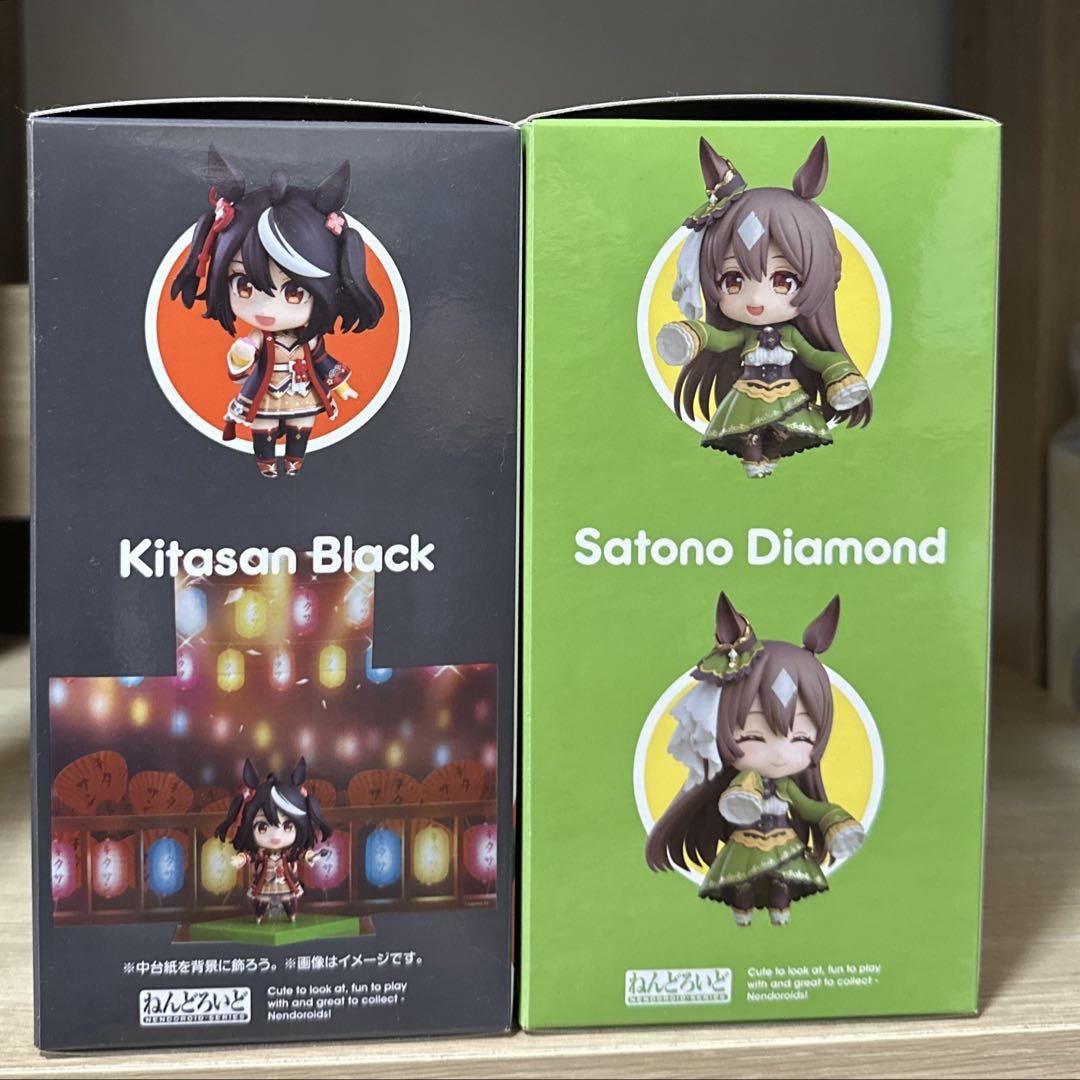 Kitasan Black
※中台紙を背景に飾ろう。※画像はイメージです。
ねんどろいど
NENDOROID·SERIES
Cute to look at, fun to play
with and great to collect -
Nendoroids!
Satono Diamond
ねんどろいど
NENDOROID·SERIES
Cute to look at, fun to play
with and great to collect -
Nendoroids!